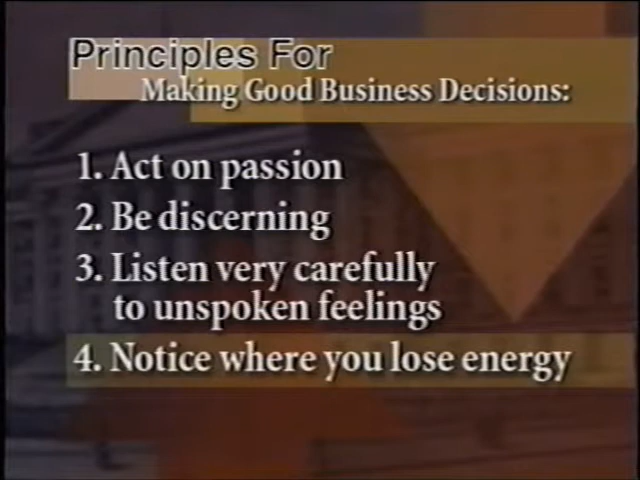 Principles For
Making Good Business Decisions:
1. Act on passion
2. Be discerning
3. Listen very carefully
to unspoken feelings
4. Notice where you lose energy